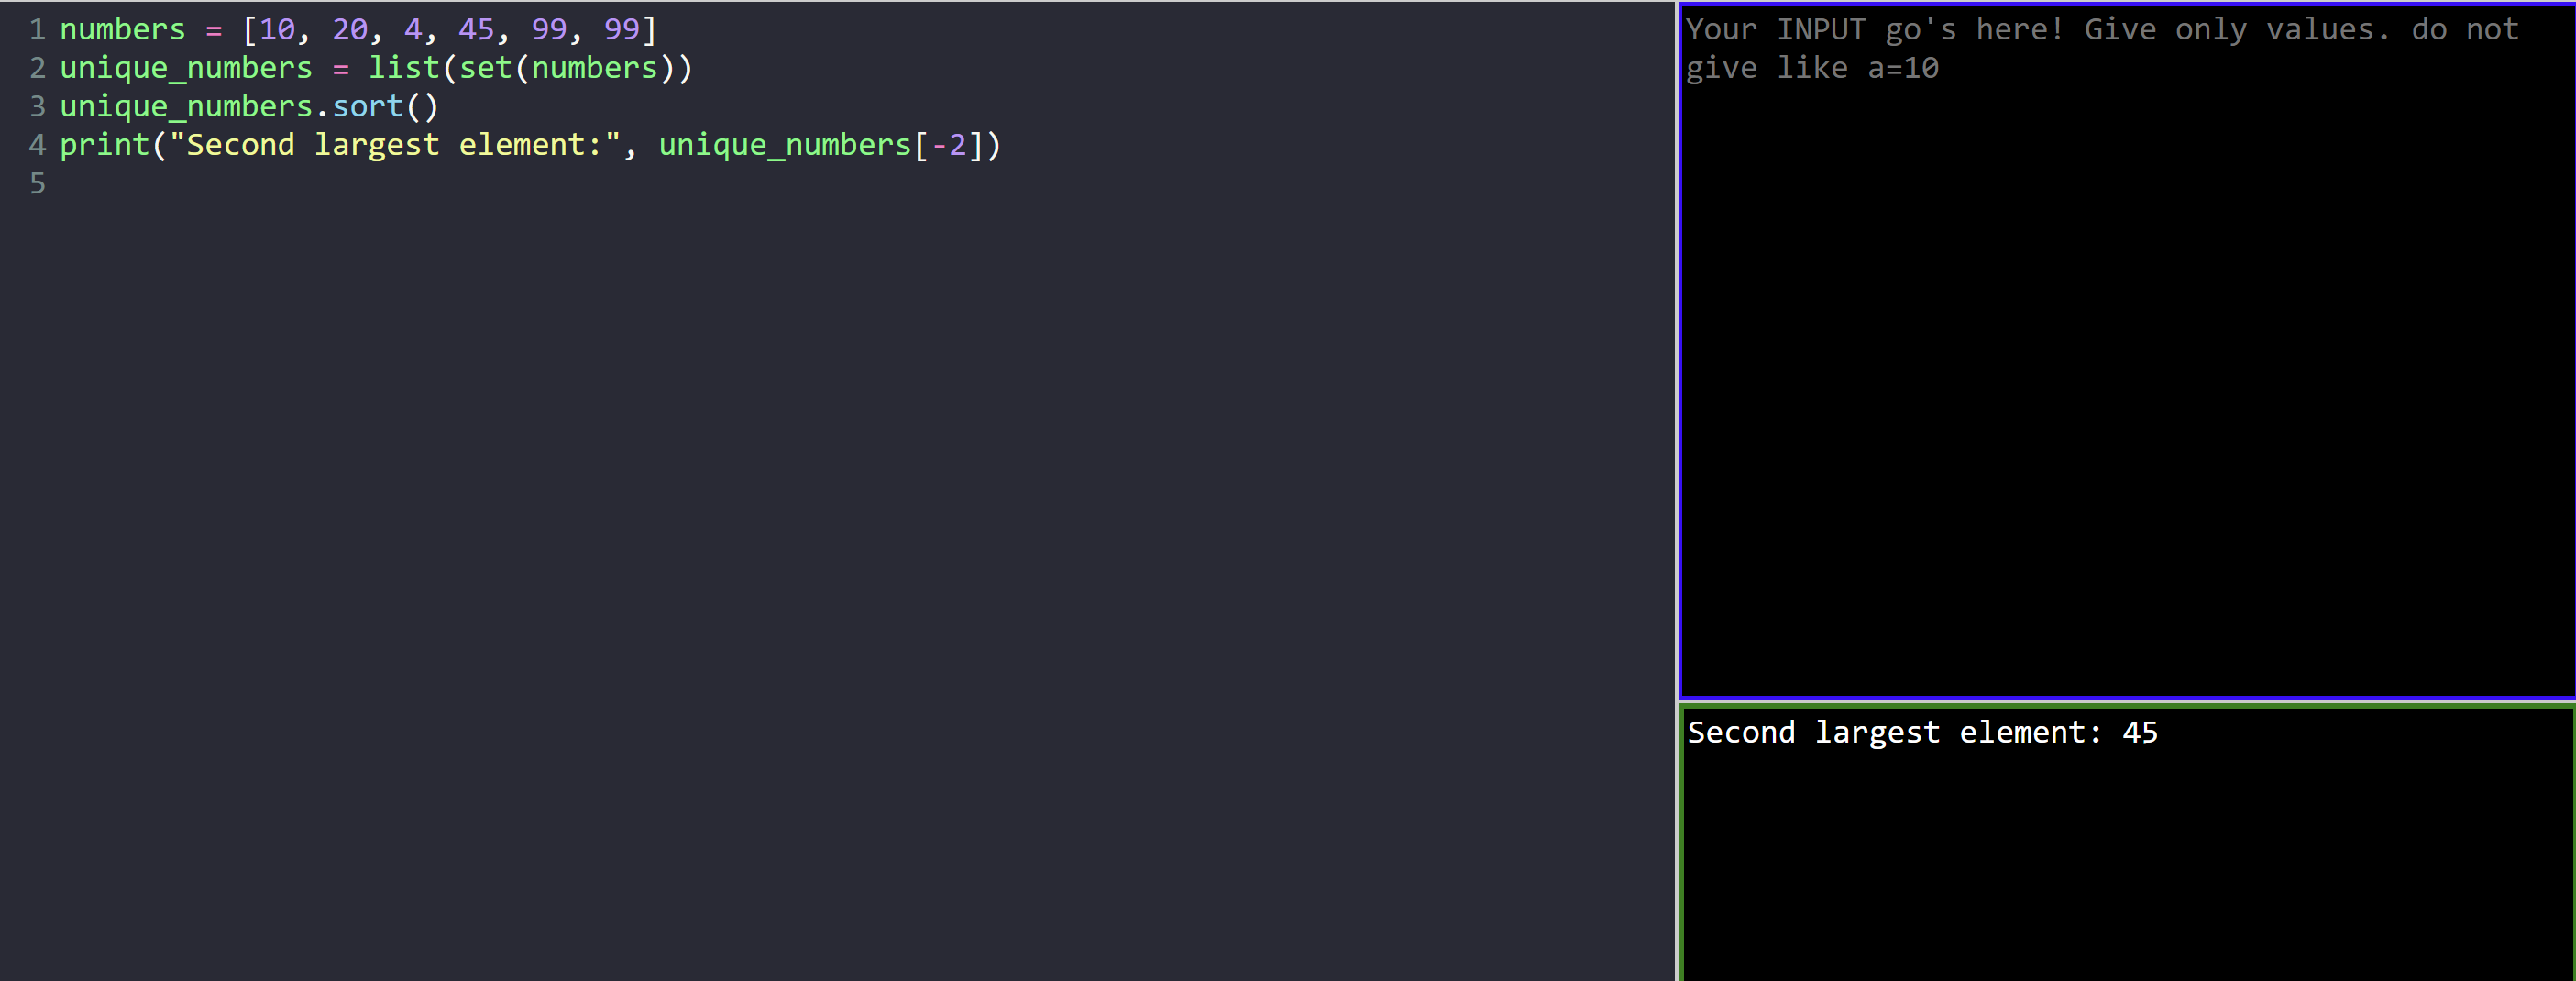 1 numbers = [10, 20, 4, 45, 99, 99]
2 unique_numbers = list(set(numbers))
3 unique_numbers.sort()
4 print("Second largest element:", unique_numbers[-2])
5
Your INPUT go's here! Give only values. do not
give like a=10
Second largest element: 45